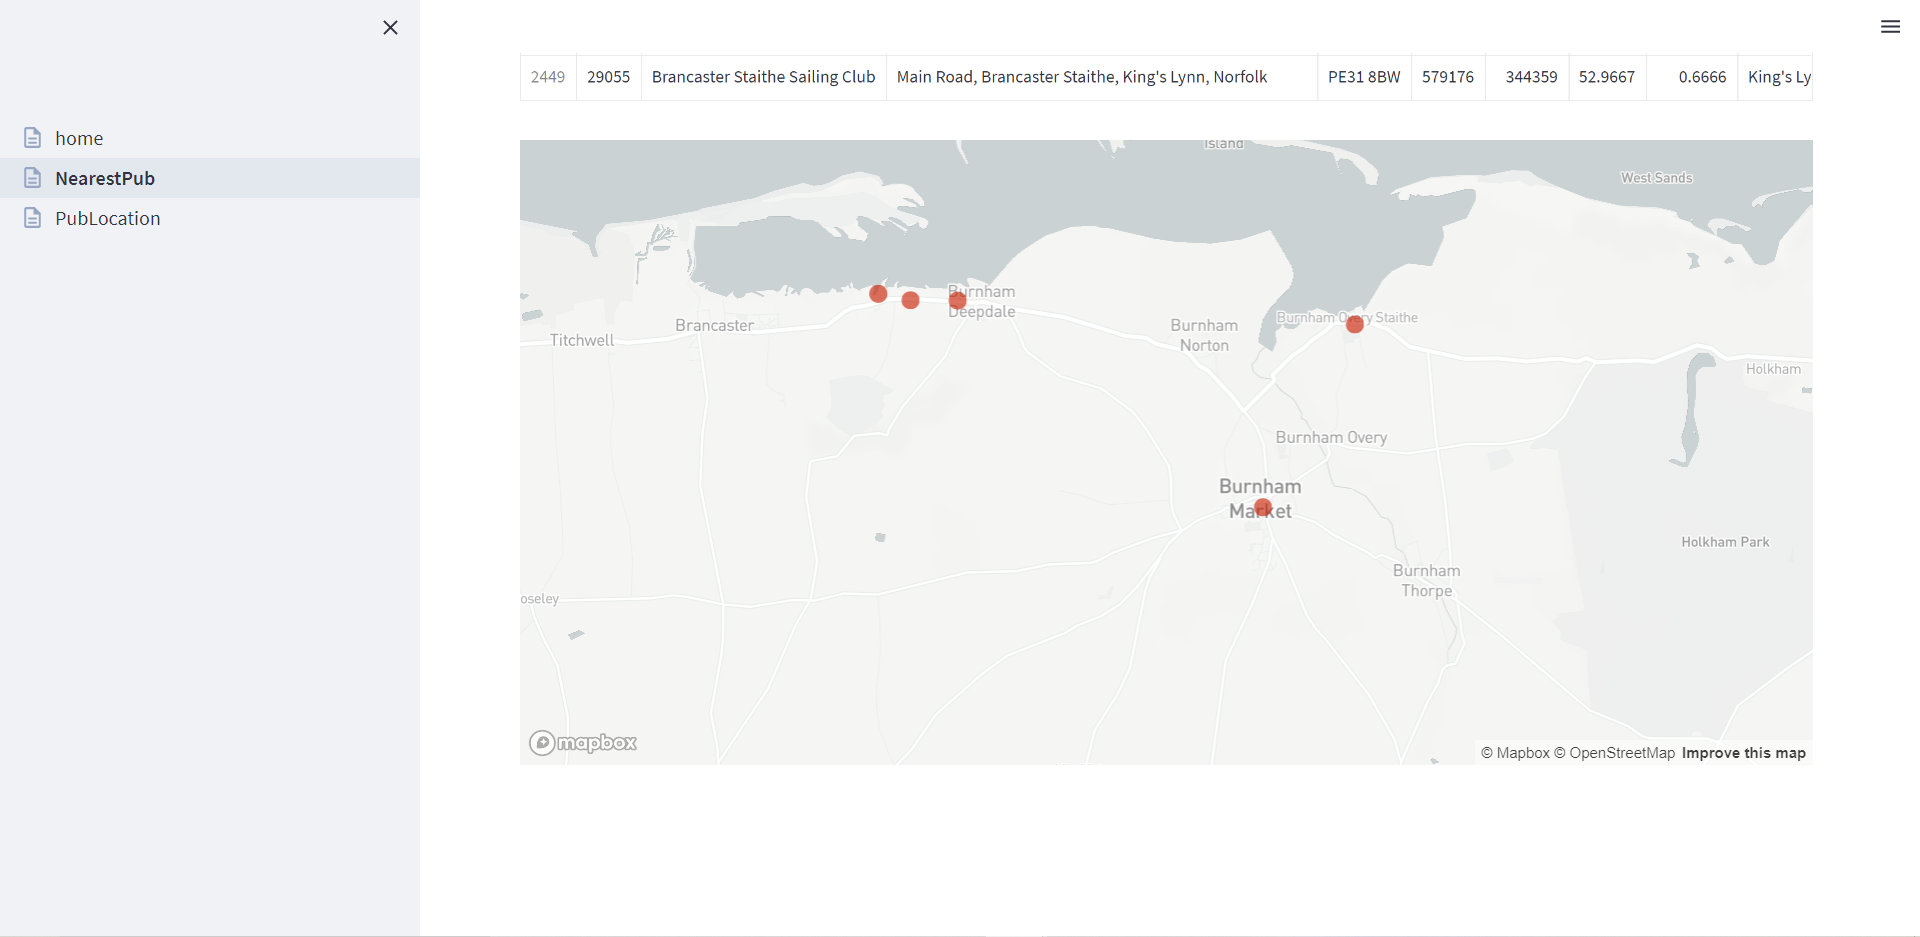 home
NearestPub
PubLocation
2449 29055 Brancaster Staithe Sailing Club Main Road, Brancaster Staithe, King's Lynn, Norfolk PE31 8BW 579176 344359 52.9667 0.6666 King's Ly
Island
West Sands
Burnham
Deepdale
Brancaster
Titchwell
Burnham
Norton
Burnham Overy Staithe
Holkham
Burnham Overy
Burnham
Market
Holkham Park
Burnham
Thorpe
oseley
mapbox
© Mapbox © OpenStreetMap Improve this map